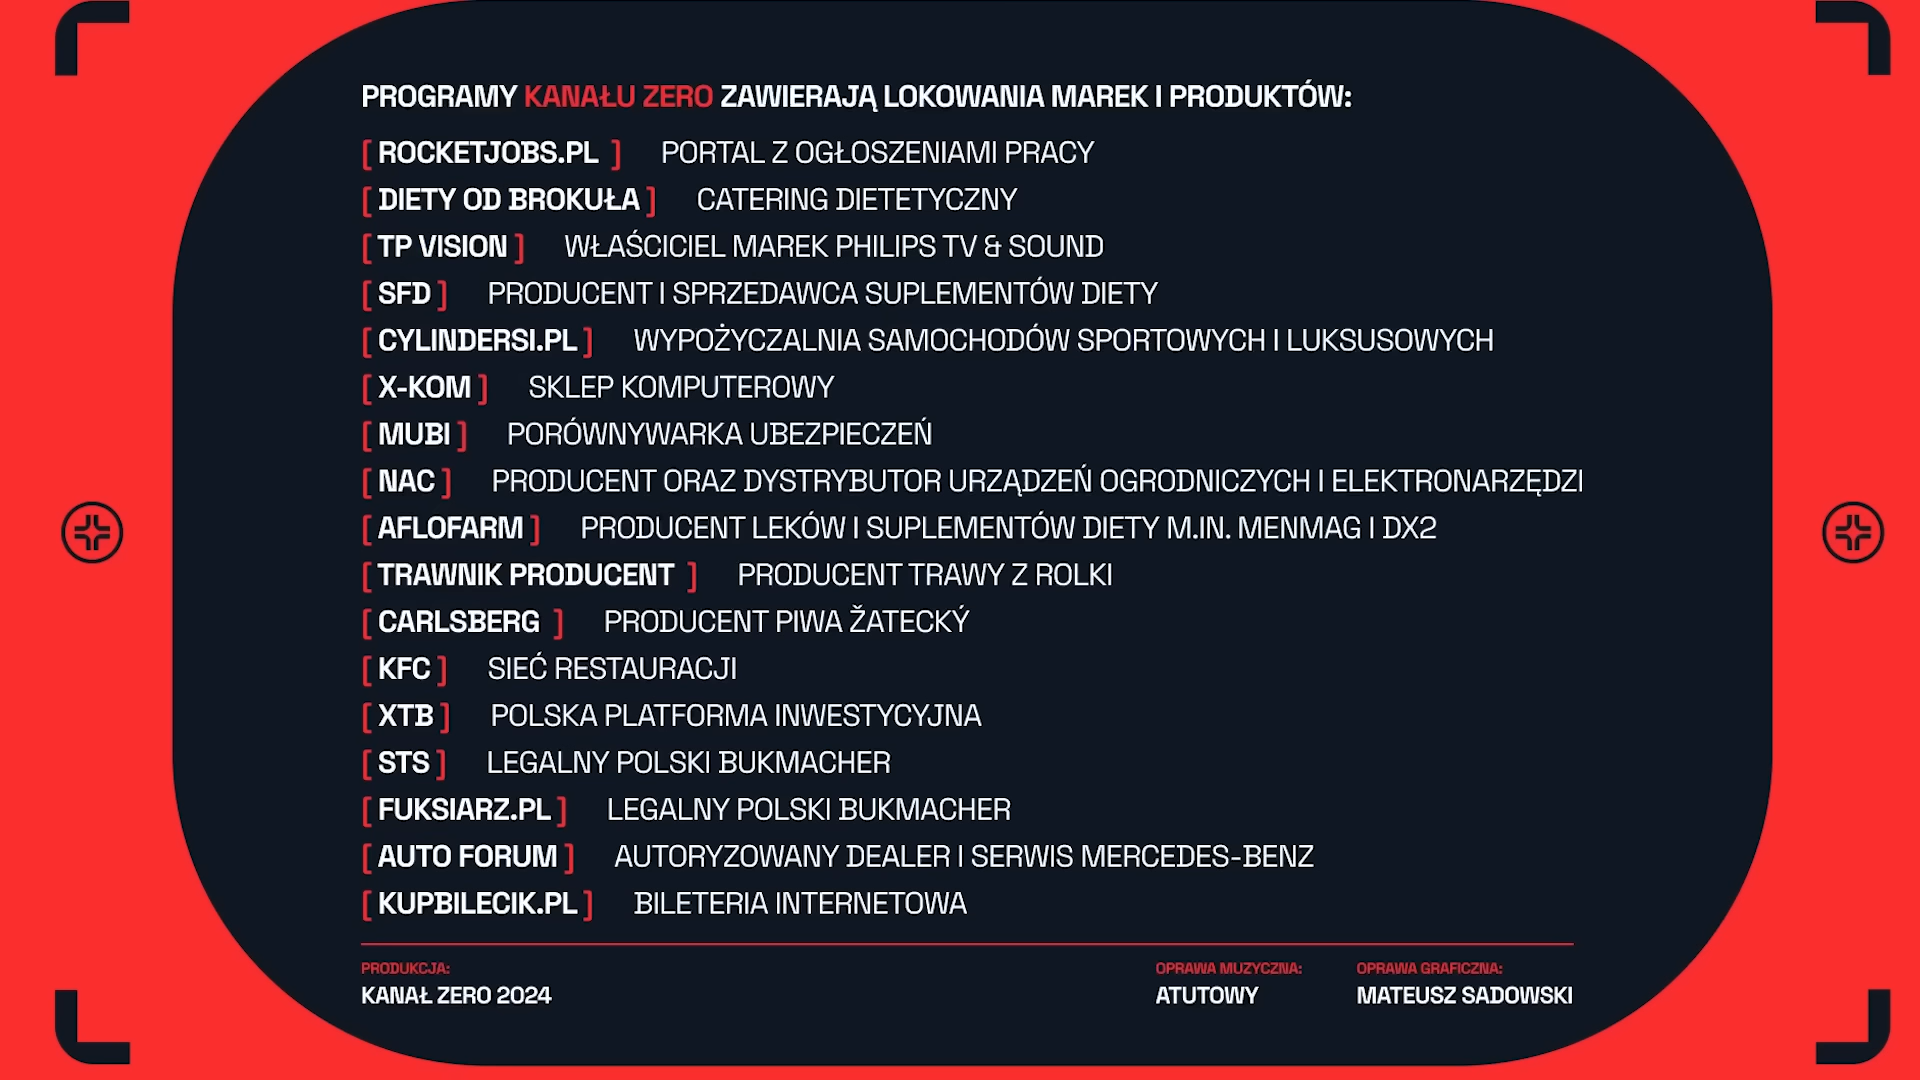 PROGRAMY KANAŁU ZERO ZAWIERAJĄ LOKOWANIA MAREK I PRODUKTÓW:
[ ROCKETJOBS.PL ] PORTAL Z OGŁOSZENIAMI PRACY
[ DIETY OD BROKUŁA ] CATERING DIETETYCZNY
[ TP VISION ] WŁAŚCICIEL MAREK PHILIPS TV & SOUND
[ SFD ] PRODUCENT I SPRZEDAWCA SUPLEMENTÓW DIETY
[ CYLINDERSI.PL ] WYPOŻYCZALNIA SAMOCHODÓW SPORTOWYCH I LUKSUSOWYCH
[ X-KOM ] SKLEP KOMPUTEROWY
[ MUBI ] PORÓWNYWARKA UBEZPIECZEŃ
[ NAC ] PRODUCENT ORAZ DYSTRYBUTOR URZĄDZEŃ OGRODNICZYCH I ELEKTRONARZĘDZI
[ AFLOFARM ] PRODUCENT LEKÓW I SUPLEMENTÓW DIETY M.IN. MENMAG I DX2
[ TRAWNIK PRODUCENT ] PRODUCENT TRAWY Z ROLKI
[ CARLSBERG ] PRODUCENT PIWA ŽATECKÝ
[ KFC ] SIEĆ RESTAURACJI
[ XTB ] POLSKA PLATFORMA INWESTYCYJNA
[ STS ] LEGALNY POLSKI BUKMACHER
[ FUKSIARZ.PL ] LEGALNY POLSKI BUKMACHER
[ AUTO FORUM ] AUTORYZOWANY DEALER I SERWIS MERCEDES-BENZ
[ KUPBILECIK.PL ] BILETERIA INTERNETOWA
PRODUKCJA: OPRAWA MUZYCZNA: OPRAWA GRAFICZNA:
KANAŁ ZERO 2024 ATUTOWY MATEUSZ SADOWSKI